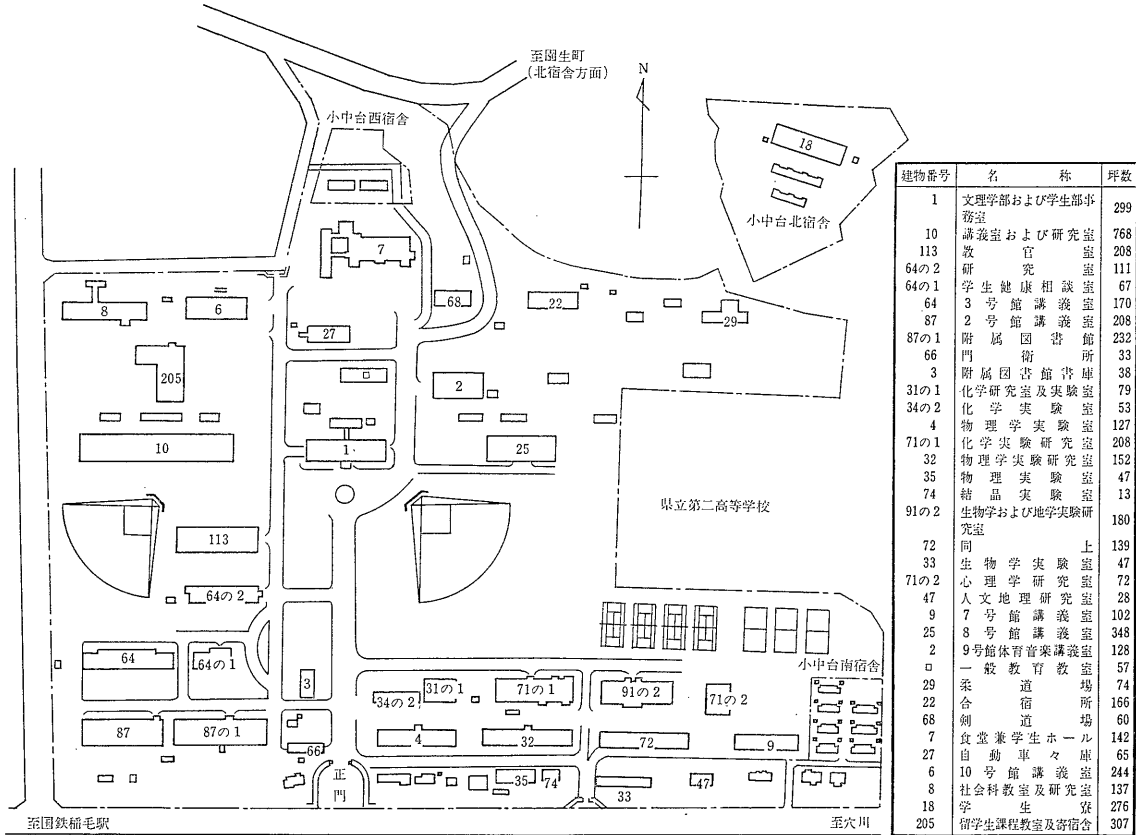 至園生町
(北宿舎方面)
N
小中台西宿舎
18
小中台北宿舎
7
8
6
68
22
29
27
205
ロ
2
10
1
25
県立第二高等学校
113
64の2
64
64の1
3
34の2
31の1
71の1
91の2
71の2
小中台南宿舎
87
87の1
66
4
32
72
9
正門
35
74
33
47
至国鉄稲毛駅
至穴川
建物番号 名称 坪数
1 文理学部および学生部事務室 299
10 講義室および研究室 768
113 教官室 208
64の2 研究室 111
64の1 学生健康相談室 67
64 3号館講義室 170
87 2号館講義室 208
87の1 附属図書館 232
66 門衛所 33
3 附属図書館書庫 38
31の1 化学研究室及実験室 79
34の2 化学実験室 53
4 物理学実験室 127
71の1 化学実験研究室 208
32 物理学実験研究室 152
35 物理実験室 47
74 結晶実験室 13
91の2 生物学および地学実験研究室 180
72 同上 139
33 生物学実験室 47
71の2 心理学研究室 72
47 人文地理研究室 28
9 7号館講義室 102
25 8号館講義室 348
2 9号館体育音楽講義室 128
ロ 一般教育教室 57
29 柔道場 74
22 合宿所 166
68 剣道場 60
7 食堂兼学生ホール 142
27 自動車々庫 65
6 10号館講義室 244
8 社会科教室及研究室 137
18 学生寮 276
205 留学生課程教室及寄宿舎 307